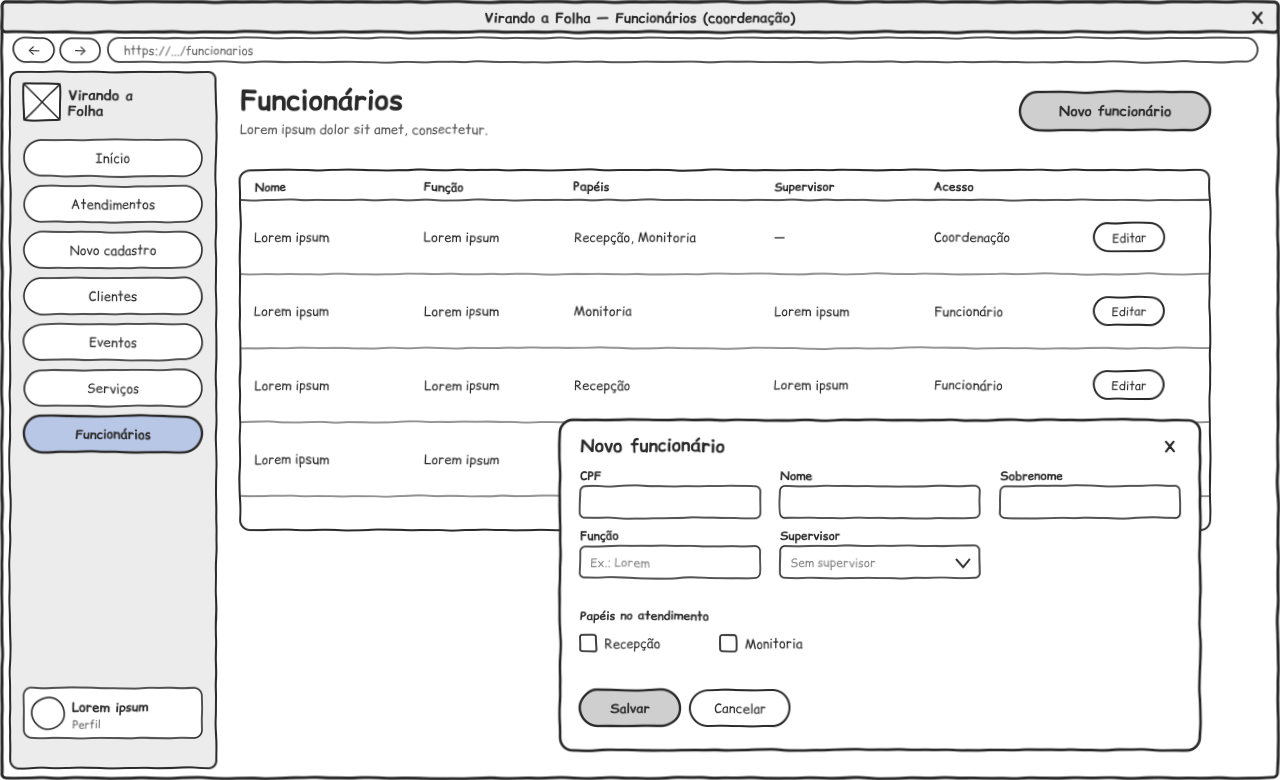 Virando a Folha — Funcionários (coordenação)
X
← → https://.../funcionarios
Virando a
Folha
Início
Atendimentos
Novo cadastro
Clientes
Eventos
Serviços
Funcionários
Lorem ipsum
Perfil
Funcionários
Lorem ipsum dolor sit amet, consectetur.
Novo funcionário
Nome Função Papéis Supervisor Acesso
Lorem ipsum Lorem ipsum Recepção, Monitoria — Coordenação Editar
Lorem ipsum Lorem ipsum Monitoria Lorem ipsum Funcionário Editar
Lorem ipsum Lorem ipsum Recepção Lorem ipsum Funcionário Editar
Lorem ipsum Lorem ipsum
Novo funcionário X
CPF Nome Sobrenome
Função Supervisor
Ex.: Lorem Sem supervisor
Papéis no atendimento
Recepção Monitoria
Salvar Cancelar